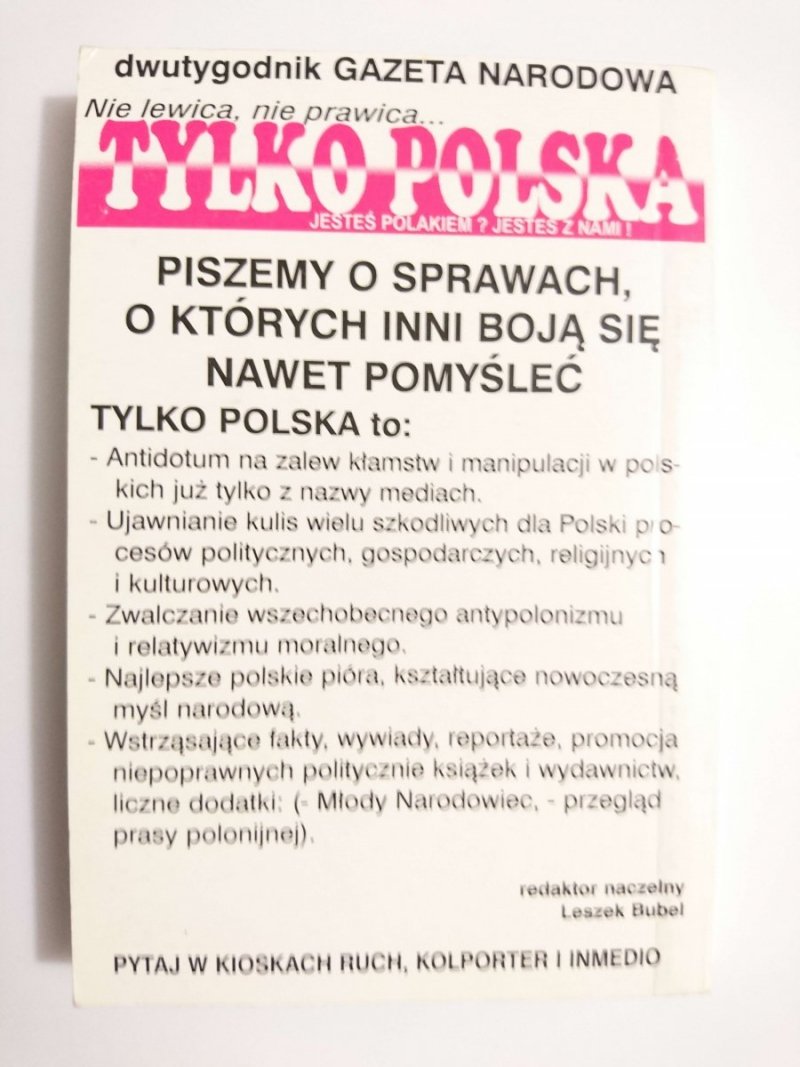 dwutygodnik GAZETA NARODOWA
Nie lewica, nie prawica...
TYLKO POLSKA
JESTEŚ POLAKIEM ? JESTEŚ Z NAMI !
PISZEMY O SPRAWACH,
O KTÓRYCH INNI BOJĄ SIĘ
NAWET POMYŚLEĆ
TYLKO POLSKA to:
- Antidotum na zalew kłamstw i manipulacji w pols-
kich już tylko z nazwy mediach.
- Ujawnianie kulis wielu szkodliwych dla Polski pro-
cesów politycznych, gospodarczych, religijnych
i kulturowych.
- Zwalczanie wszechobecnego antypolonizmu
i relatywizmu moralnego.
- Najlepsze polskie pióra, kształtujące nowoczesną
myśl narodową.
- Wstrząsające fakty, wywiady, reportaże, promocja
niepoprawnych politycznie książek i wydawnictw,
liczne dodatki: (- Młody Narodowiec, - przegląd
prasy polonijnej).
redaktor naczelny
Leszek Bubel
PYTAJ W KIOSKACH RUCH, KOLPORTER I INMEDIO